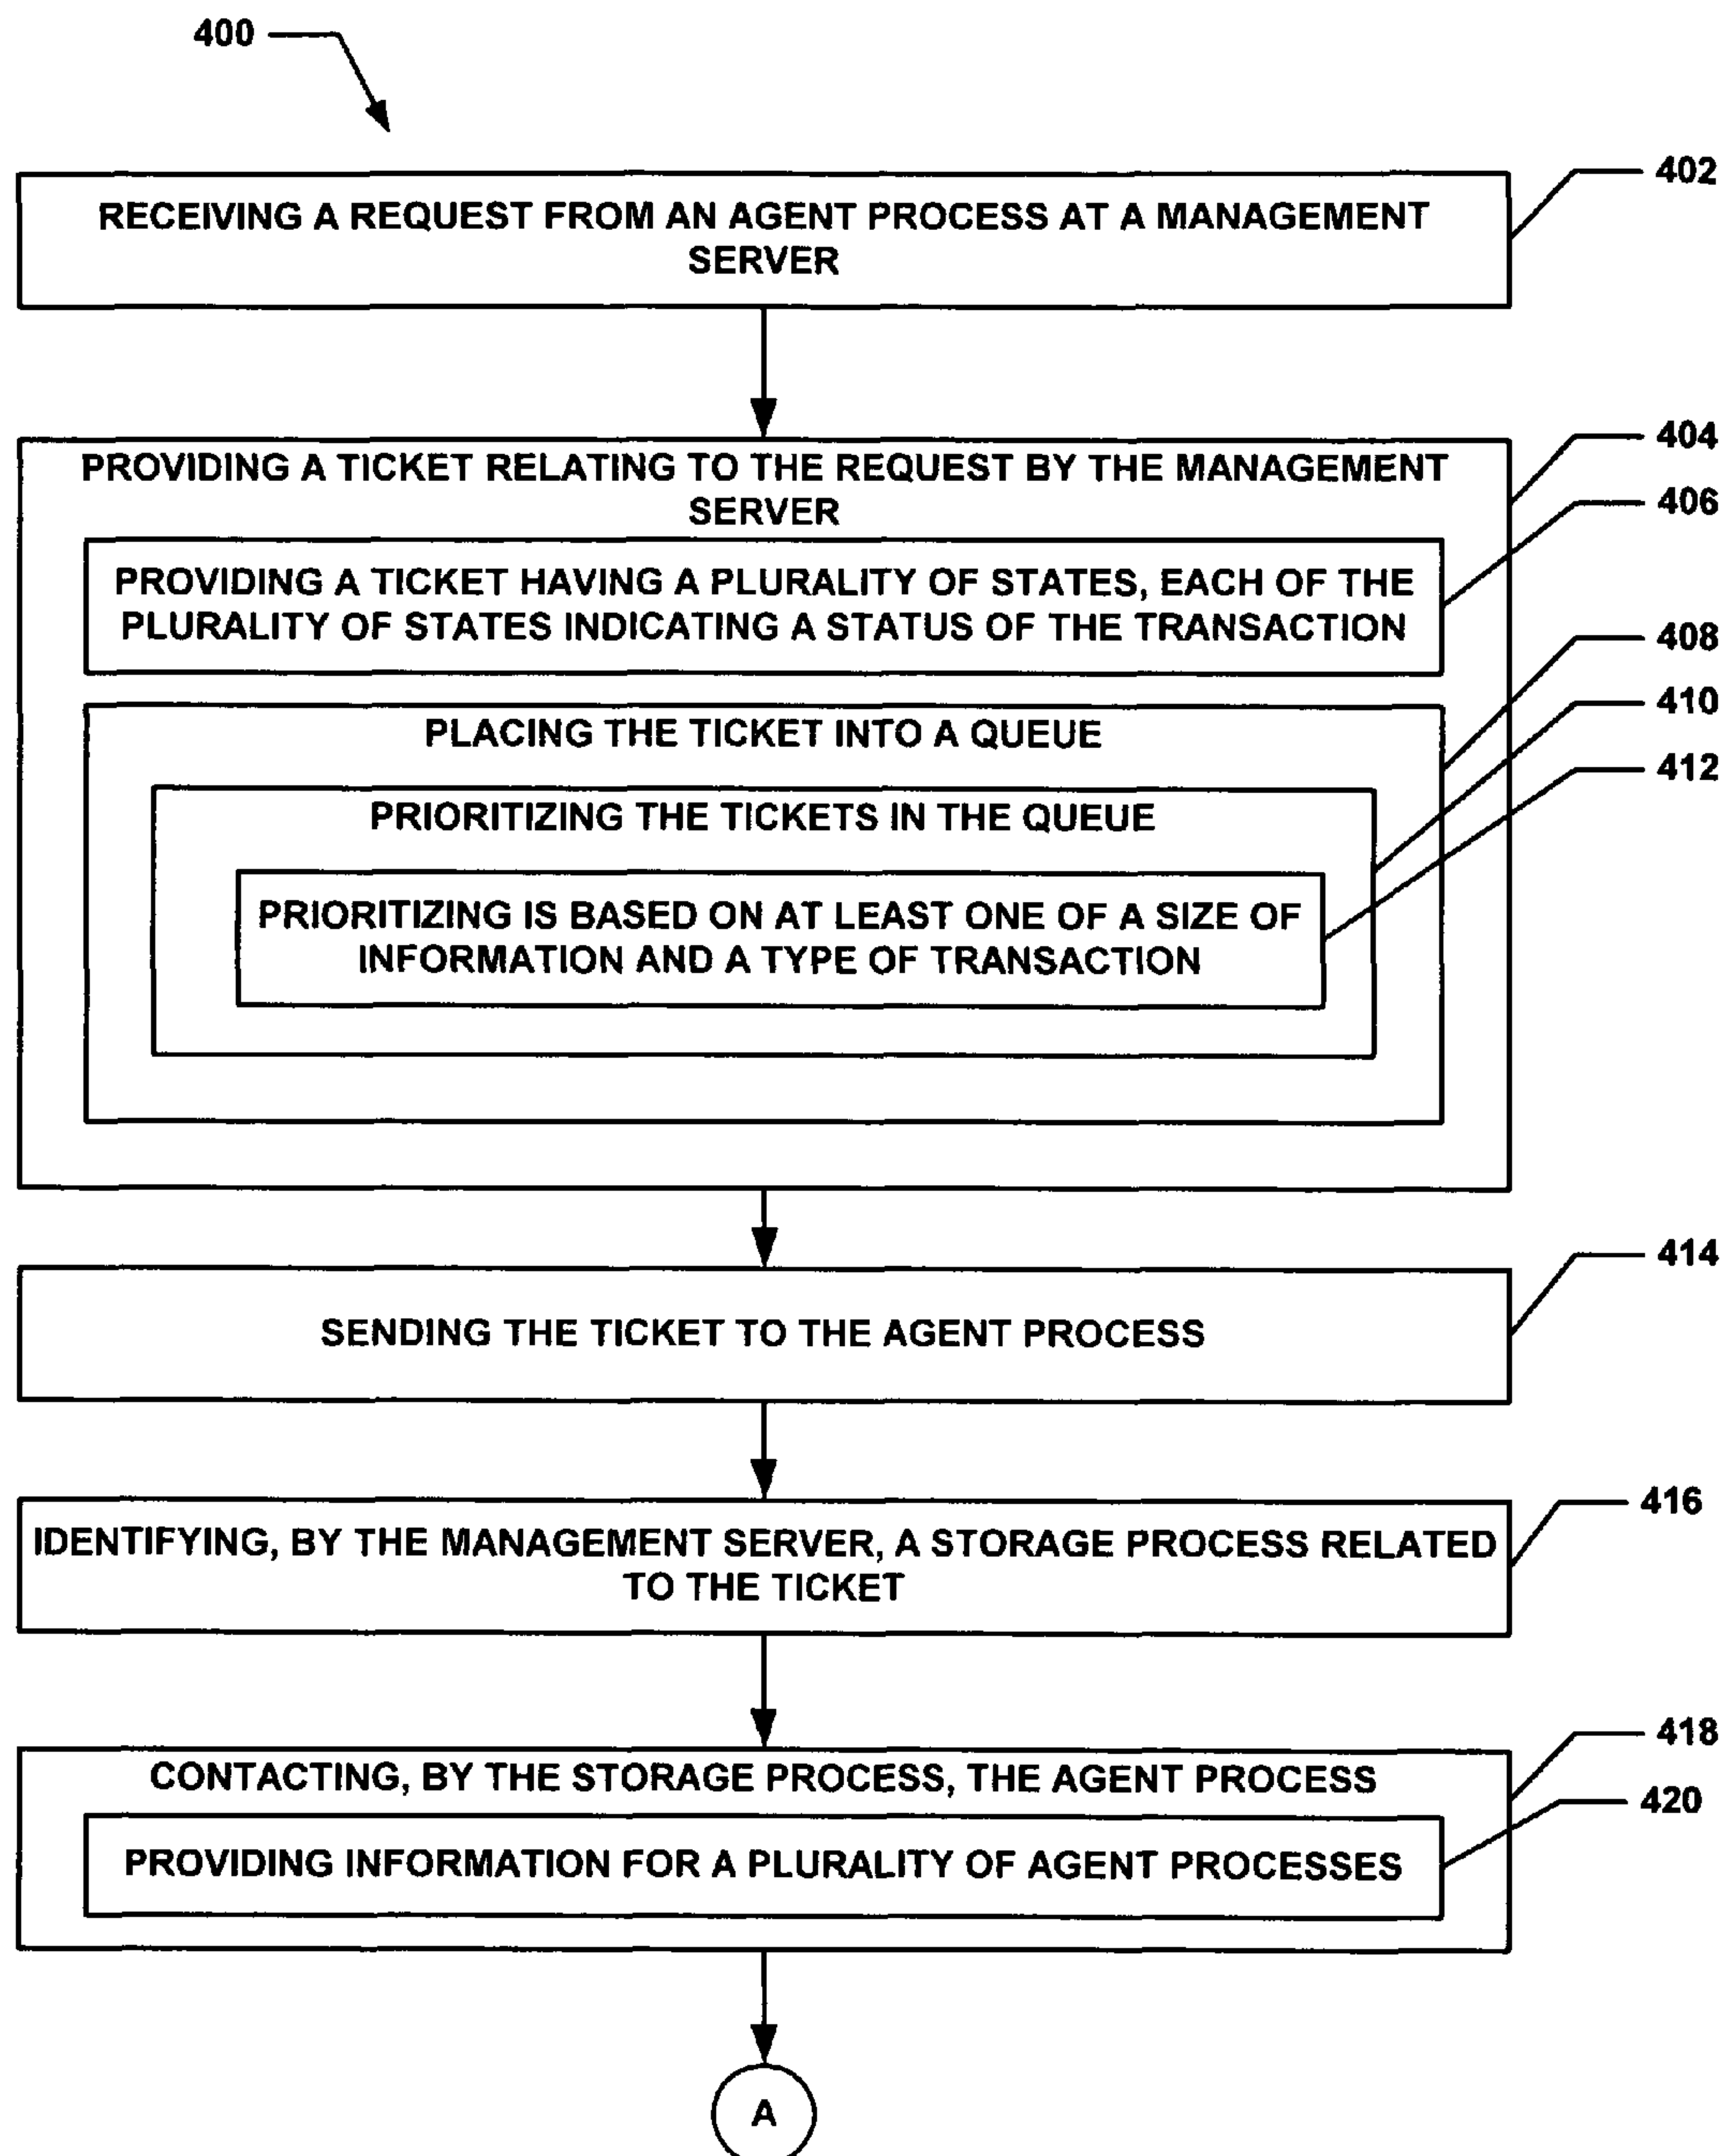 400
402
RECEIVING A REQUEST FROM AN AGENT PROCESS AT A MANAGEMENT
SERVER
404
PROVIDING A TICKET RELATING TO THE REQUEST BY THE MANAGEMENT
SERVER
406
PROVIDING A TICKET HAVING A PLURALITY OF STATES, EACH OF THE
PLURALITY OF STATES INDICATING A STATUS OF THE TRANSACTION
408
PLACING THE TICKET INTO A QUEUE
410
PRIORITIZING THE TICKETS IN THE QUEUE
412
PRIORITIZING IS BASED ON AT LEAST ONE OF A SIZE OF
INFORMATION AND A TYPE OF TRANSACTION
414
SENDING THE TICKET TO THE AGENT PROCESS
416
IDENTIFYING, BY THE MANAGEMENT SERVER, A STORAGE PROCESS RELATED
TO THE TICKET
418
CONTACTING, BY THE STORAGE PROCESS, THE AGENT PROCESS
420
PROVIDING INFORMATION FOR A PLURALITY OF AGENT PROCESSES
A